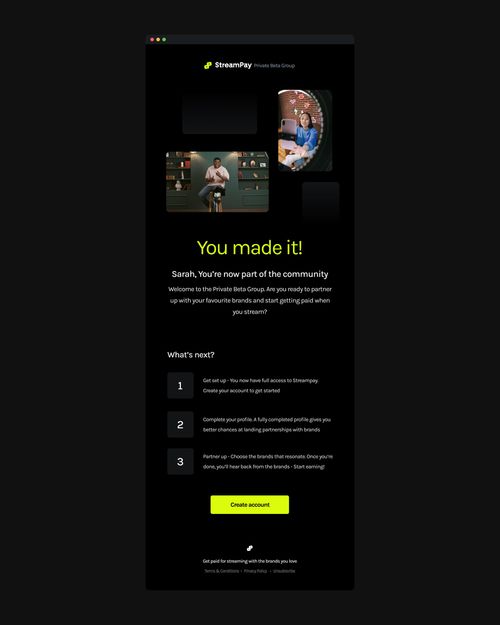 StreamPay Private Beta Group
You made it!
Sarah, You're now part of the community
Welcome to the Private Beta Group. Are you ready to partner
up with your favourite brands and start getting paid when
you stream?
What's next?
1
Get set up - You now have full access to Streampay.
Create your account to get started
2
Complete your profile. A fully completed profile gives you
better chances at landing partnerships with brands
3
Partner up - Choose the brands that resonate. Once you're
done, you'll hear back from the brands - Start earning!
Create account
Get paid for streaming with the brands you love
Terms & Conditions • Privacy Policy • Unsubscribe